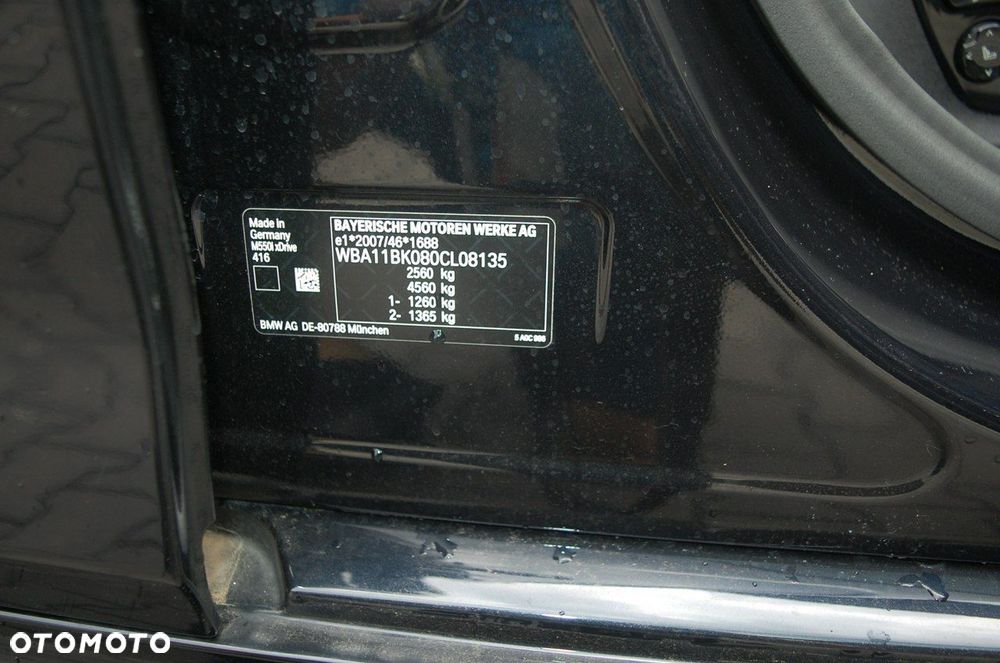 Made in
Germany
M550i xDrive
416
BAYERISCHE MOTOREN WERKE AG
e1*2007/46*1688
WBA11BK080CL08135
2560 kg
4560 kg
1- 1260 kg
2- 1365 kg
BMW AG DE-80788 München
OTOMOTO